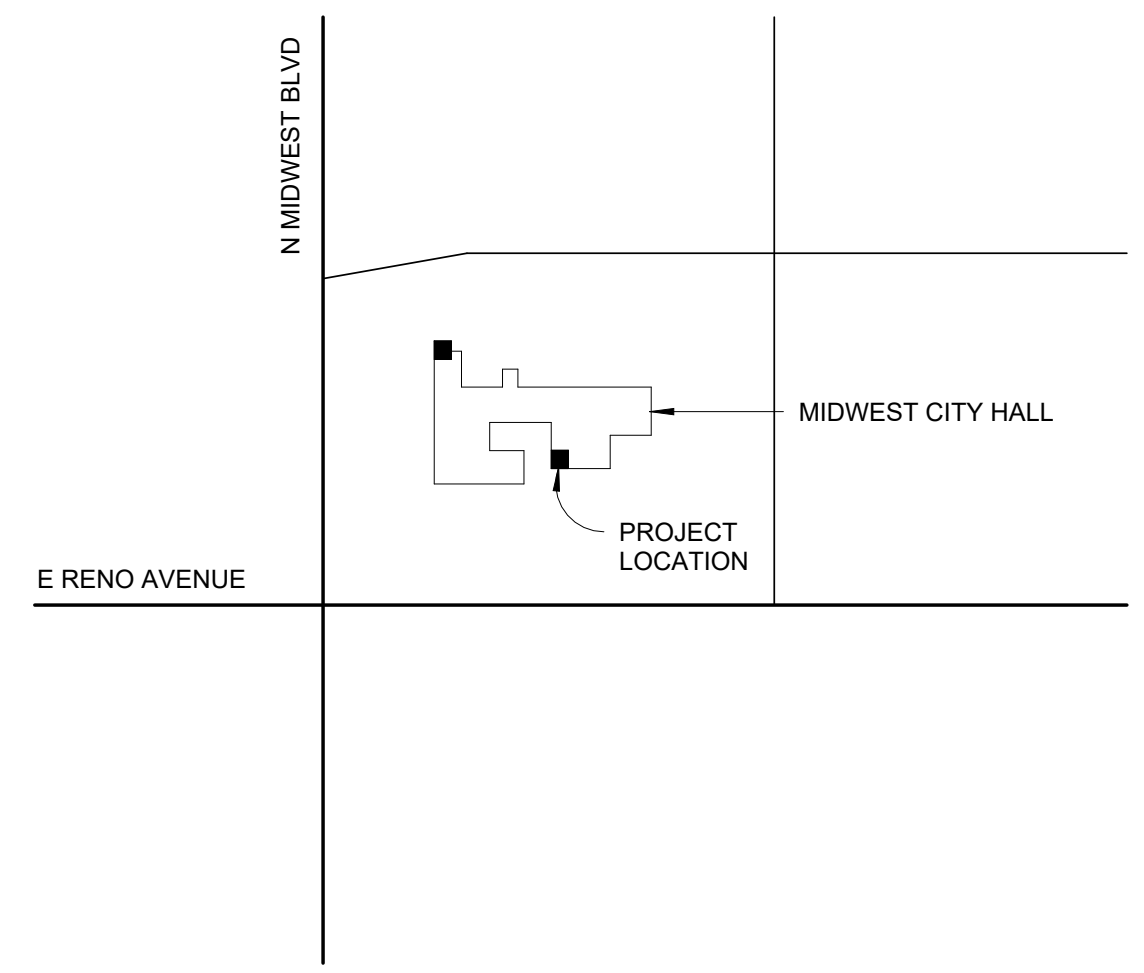 N MIDWEST BLVD
MIDWEST CITY HALL
PROJECT
LOCATION
E RENO AVENUE